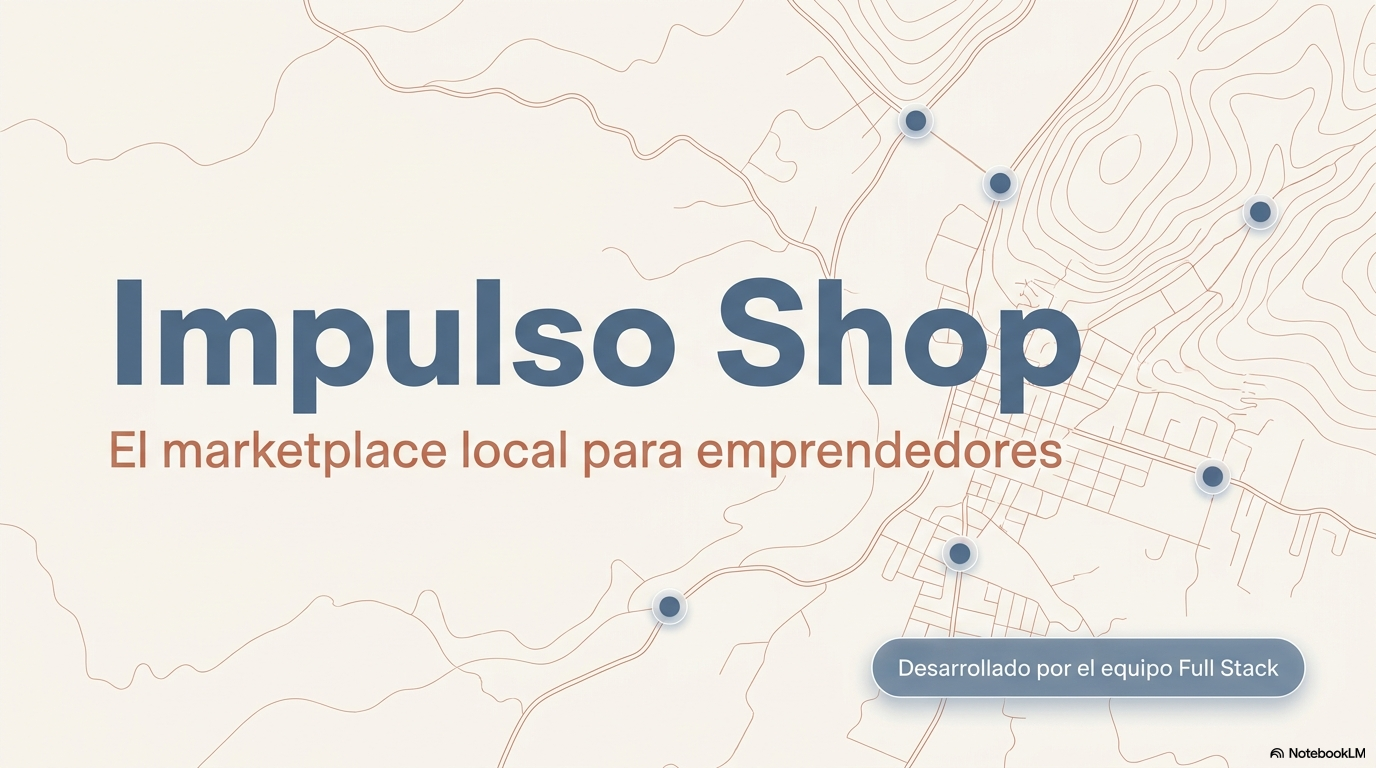 Impulso Shop
El marketplace local para emprendedores
Desarrollado por el equipo Full Stack
NotebookLM